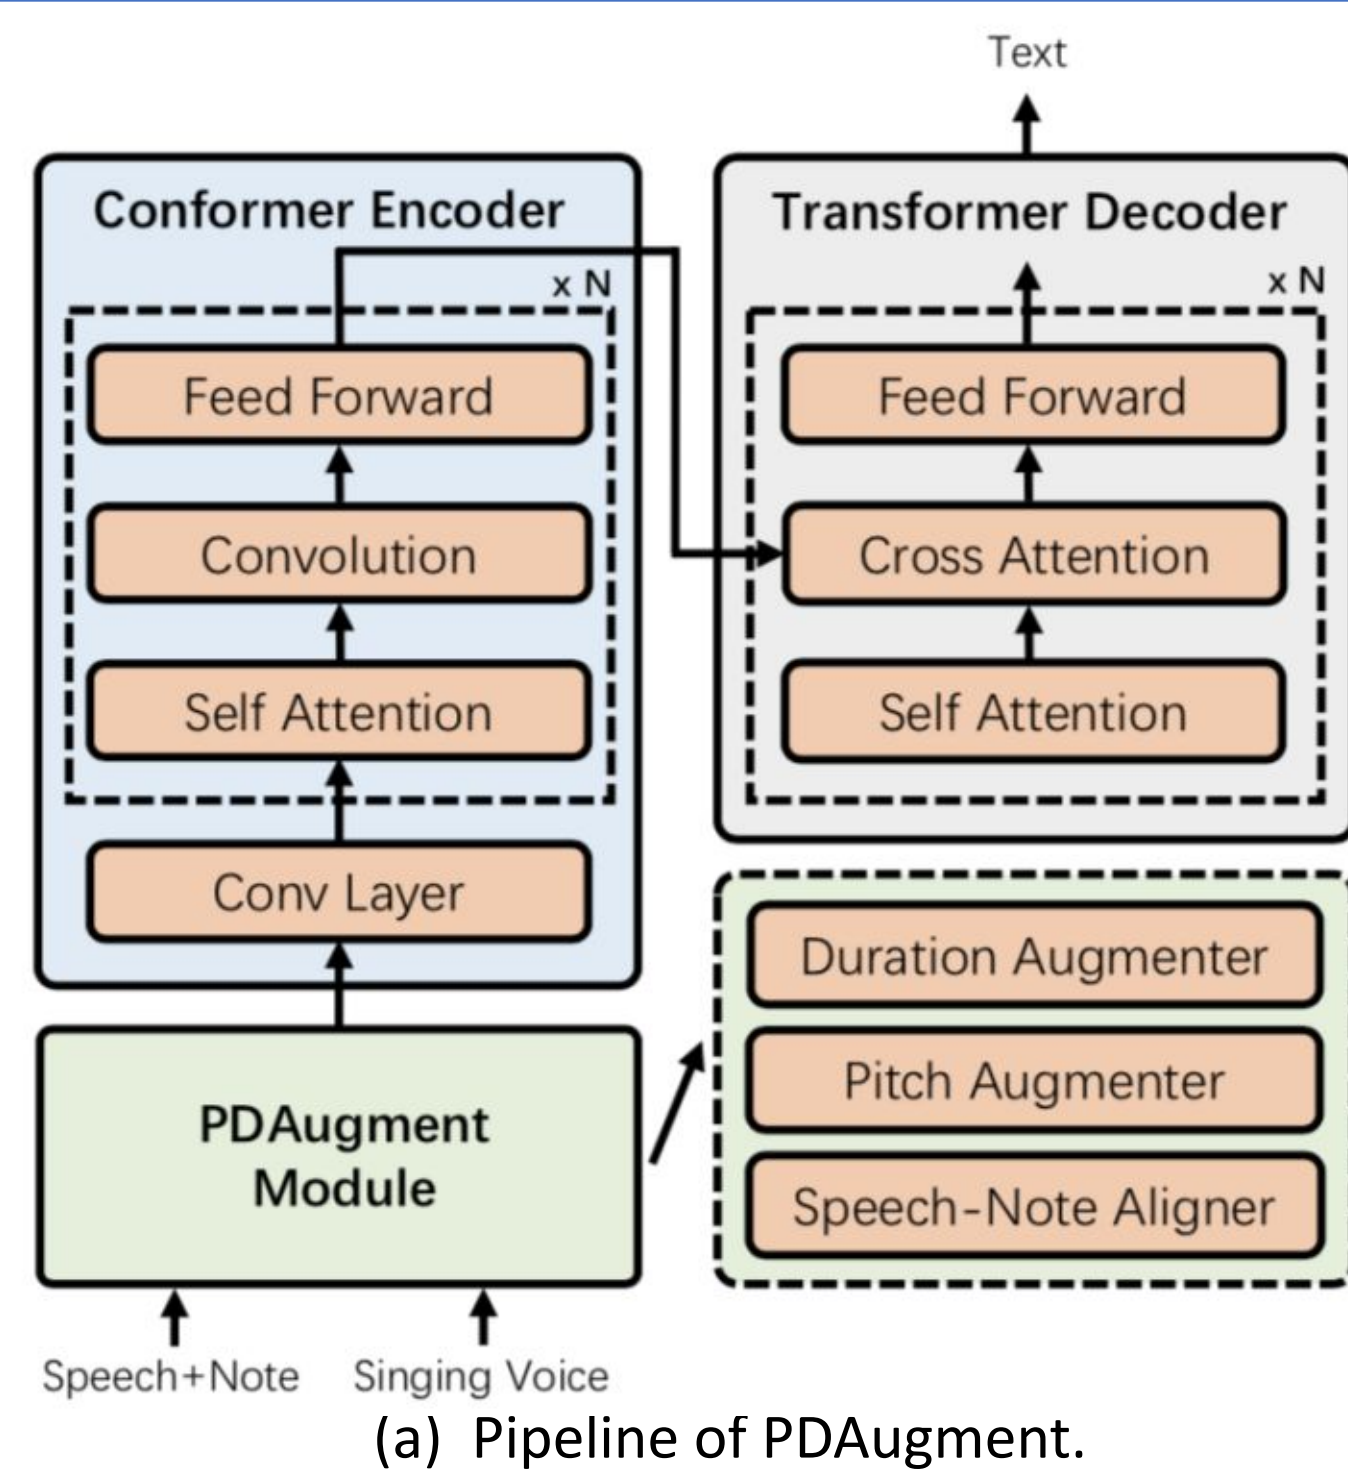 Text
Conformer Encoder
x N
Feed Forward
Convolution
Self Attention
Conv Layer
Transformer Decoder
x N
Feed Forward
Cross Attention
Self Attention
PDAugment
Module
Duration Augmenter
Pitch Augmenter
Speech-Note Aligner
Speech+Note
Singing Voice
(a) Pipeline of PDAugment.